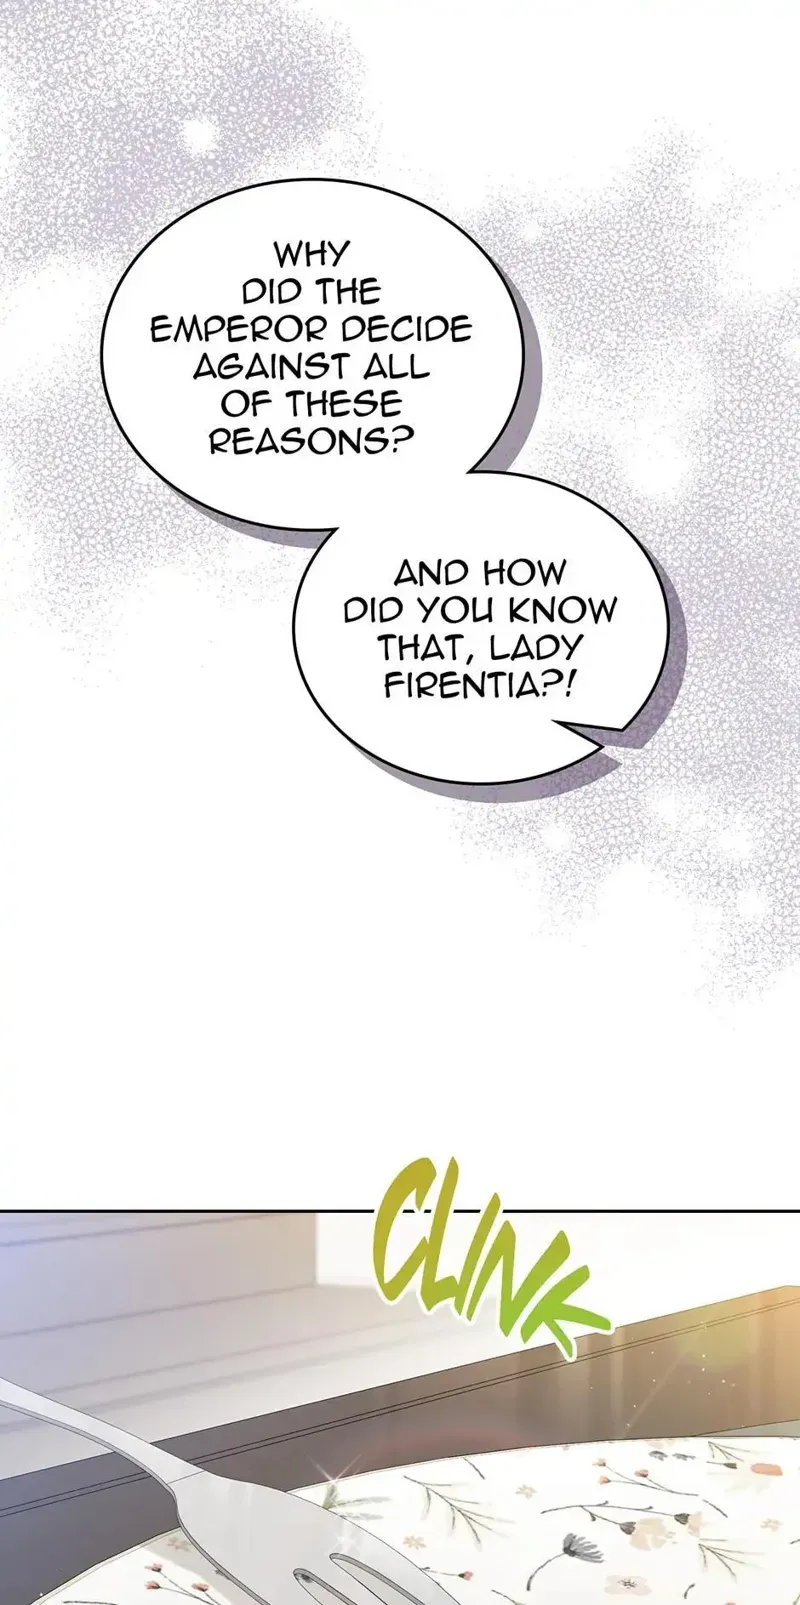 WHY
DID THE
EMPEROR DECIDE
AGAINST ALL
OF THESE
REASONS?
AND HOW
DID YOU KNOW
THAT, LADY
FIRENTIA?!
CLINK